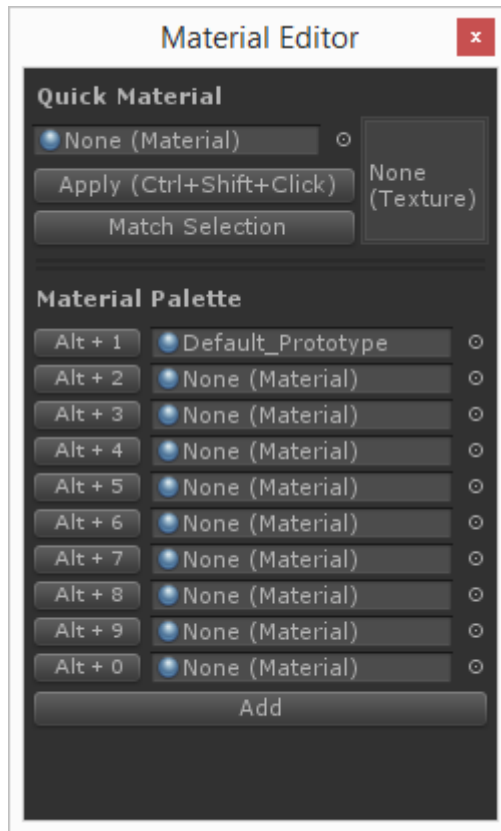 Material Editor
x
Quick Material
None (Material)
Apply (Ctrl+Shift+Click)
Match Selection
None
(Texture)
Material Palette
Alt + 1 Default_Prototype
Alt + 2 None (Material)
Alt + 3 None (Material)
Alt + 4 None (Material)
Alt + 5 None (Material)
Alt + 6 None (Material)
Alt + 7 None (Material)
Alt + 8 None (Material)
Alt + 9 None (Material)
Alt + 0 None (Material)
Add